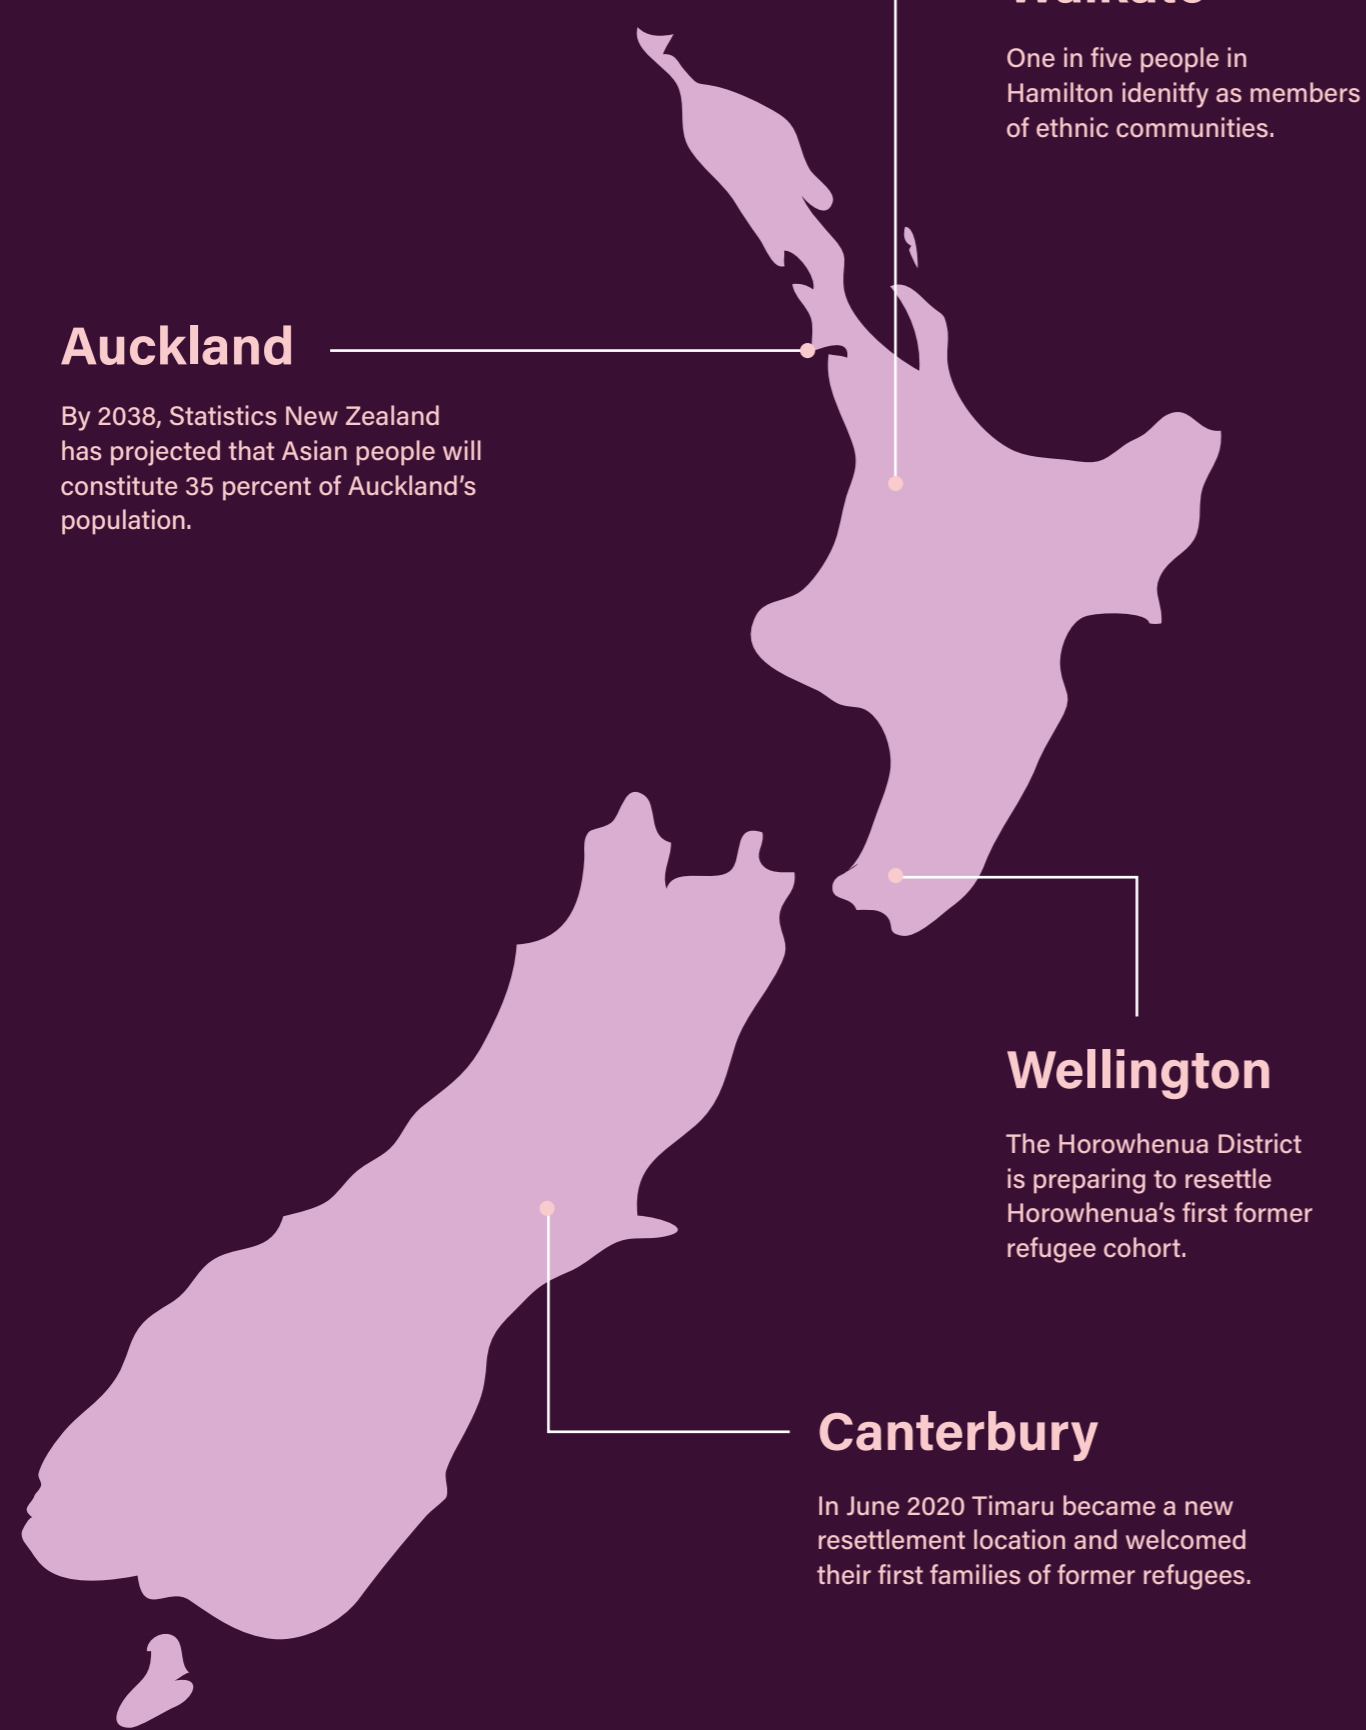 Waikato
One in five people in
Hamilton idenitfy as members
of ethnic communities.
Auckland
By 2038, Statistics New Zealand
has projected that Asian people will
constitute 35 percent of Auckland’s
population.
Wellington
The Horowhenua District
is preparing to resettle
Horowhenua’s first former
refugee cohort.
Canterbury
In June 2020 Timaru became a new
resettlement location and welcomed
their first families of former refugees.